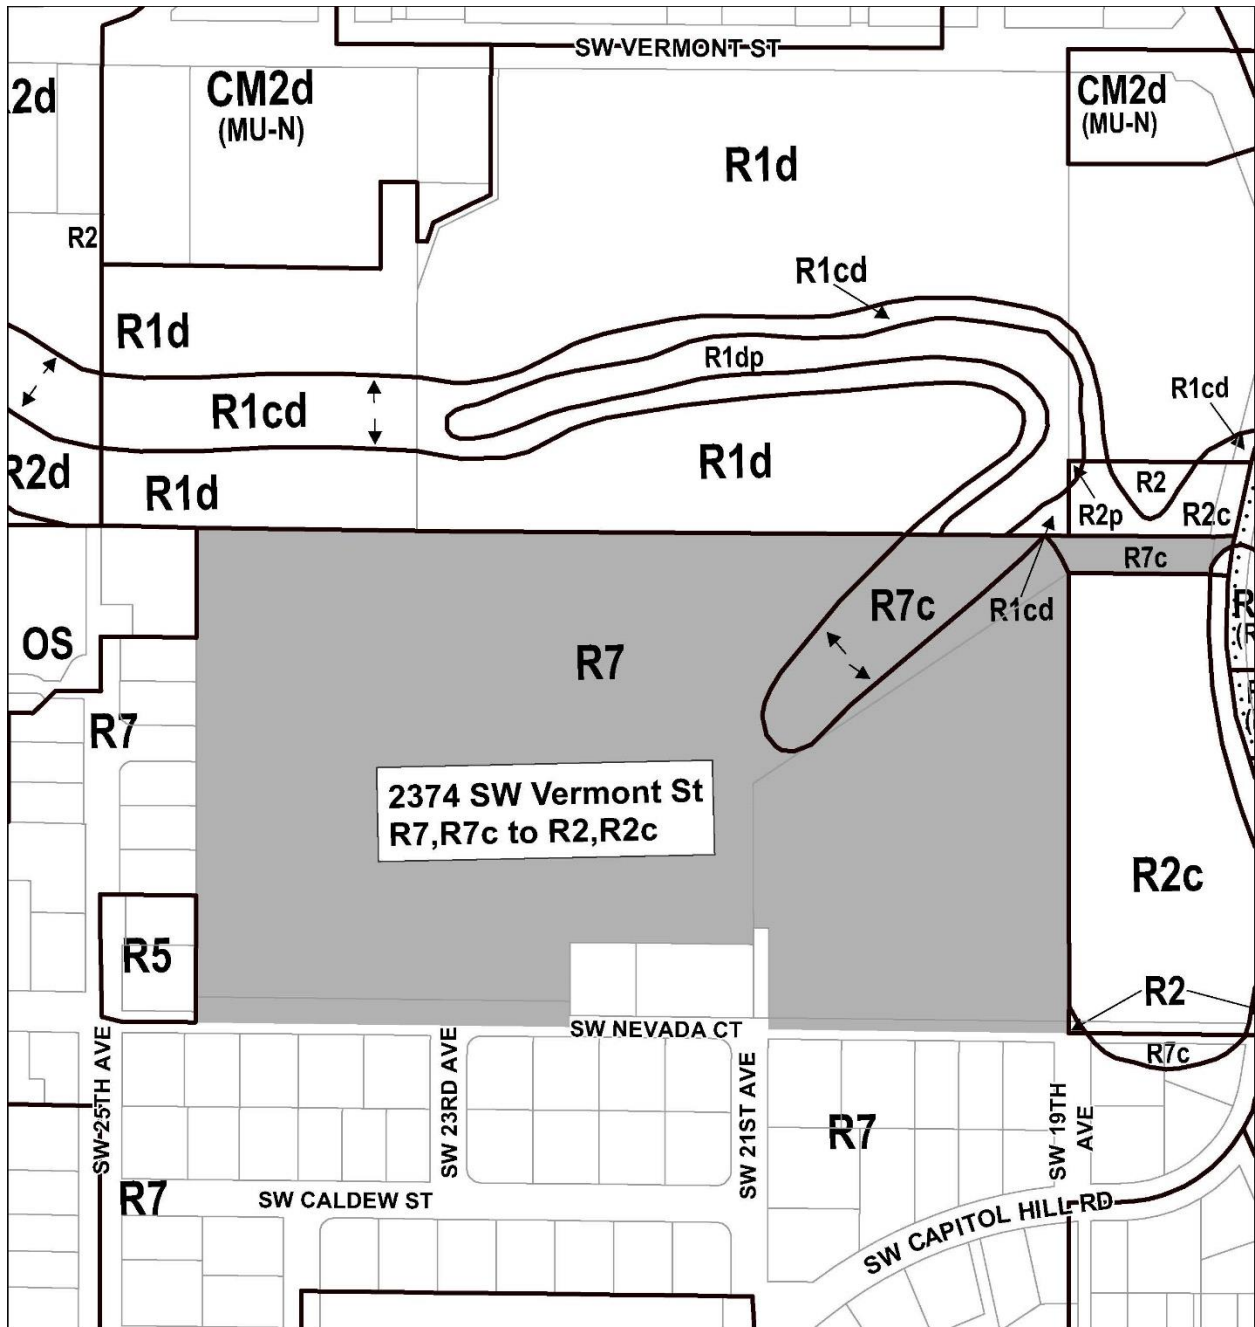 SW VERMONT ST
2d
CM2d
(MU-N)
CM2d
(MU-N)
R1d
R2
R1cd
R1d
R1dp
R1cd
R1cd
R2d
R1d
R1d
R2
R2p
R2c
R7c
R7c
R1cd
OS
R7
R7
2374 SW Vermont St
R7,R7c to R2,R2c
R2c
R5
R2
SW NEVADA CT
R7c
SW 25TH AVE
SW 23RD AVE
SW 21ST AVE
SW 19TH
AVE
R7
R7
SW CALDEW ST
SW CAPITOL HILL RD